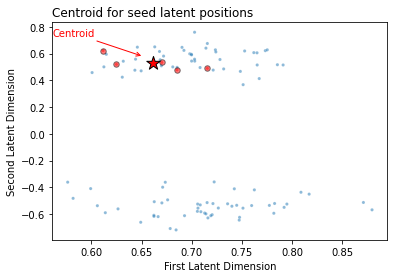 Centroid for seed latent positions
Centroid
0.8
0.6
0.4
0.2
0.0
−0.2
−0.4
−0.6
Second Latent Dimension
0.60 0.65 0.70 0.75 0.80 0.85
First Latent Dimension